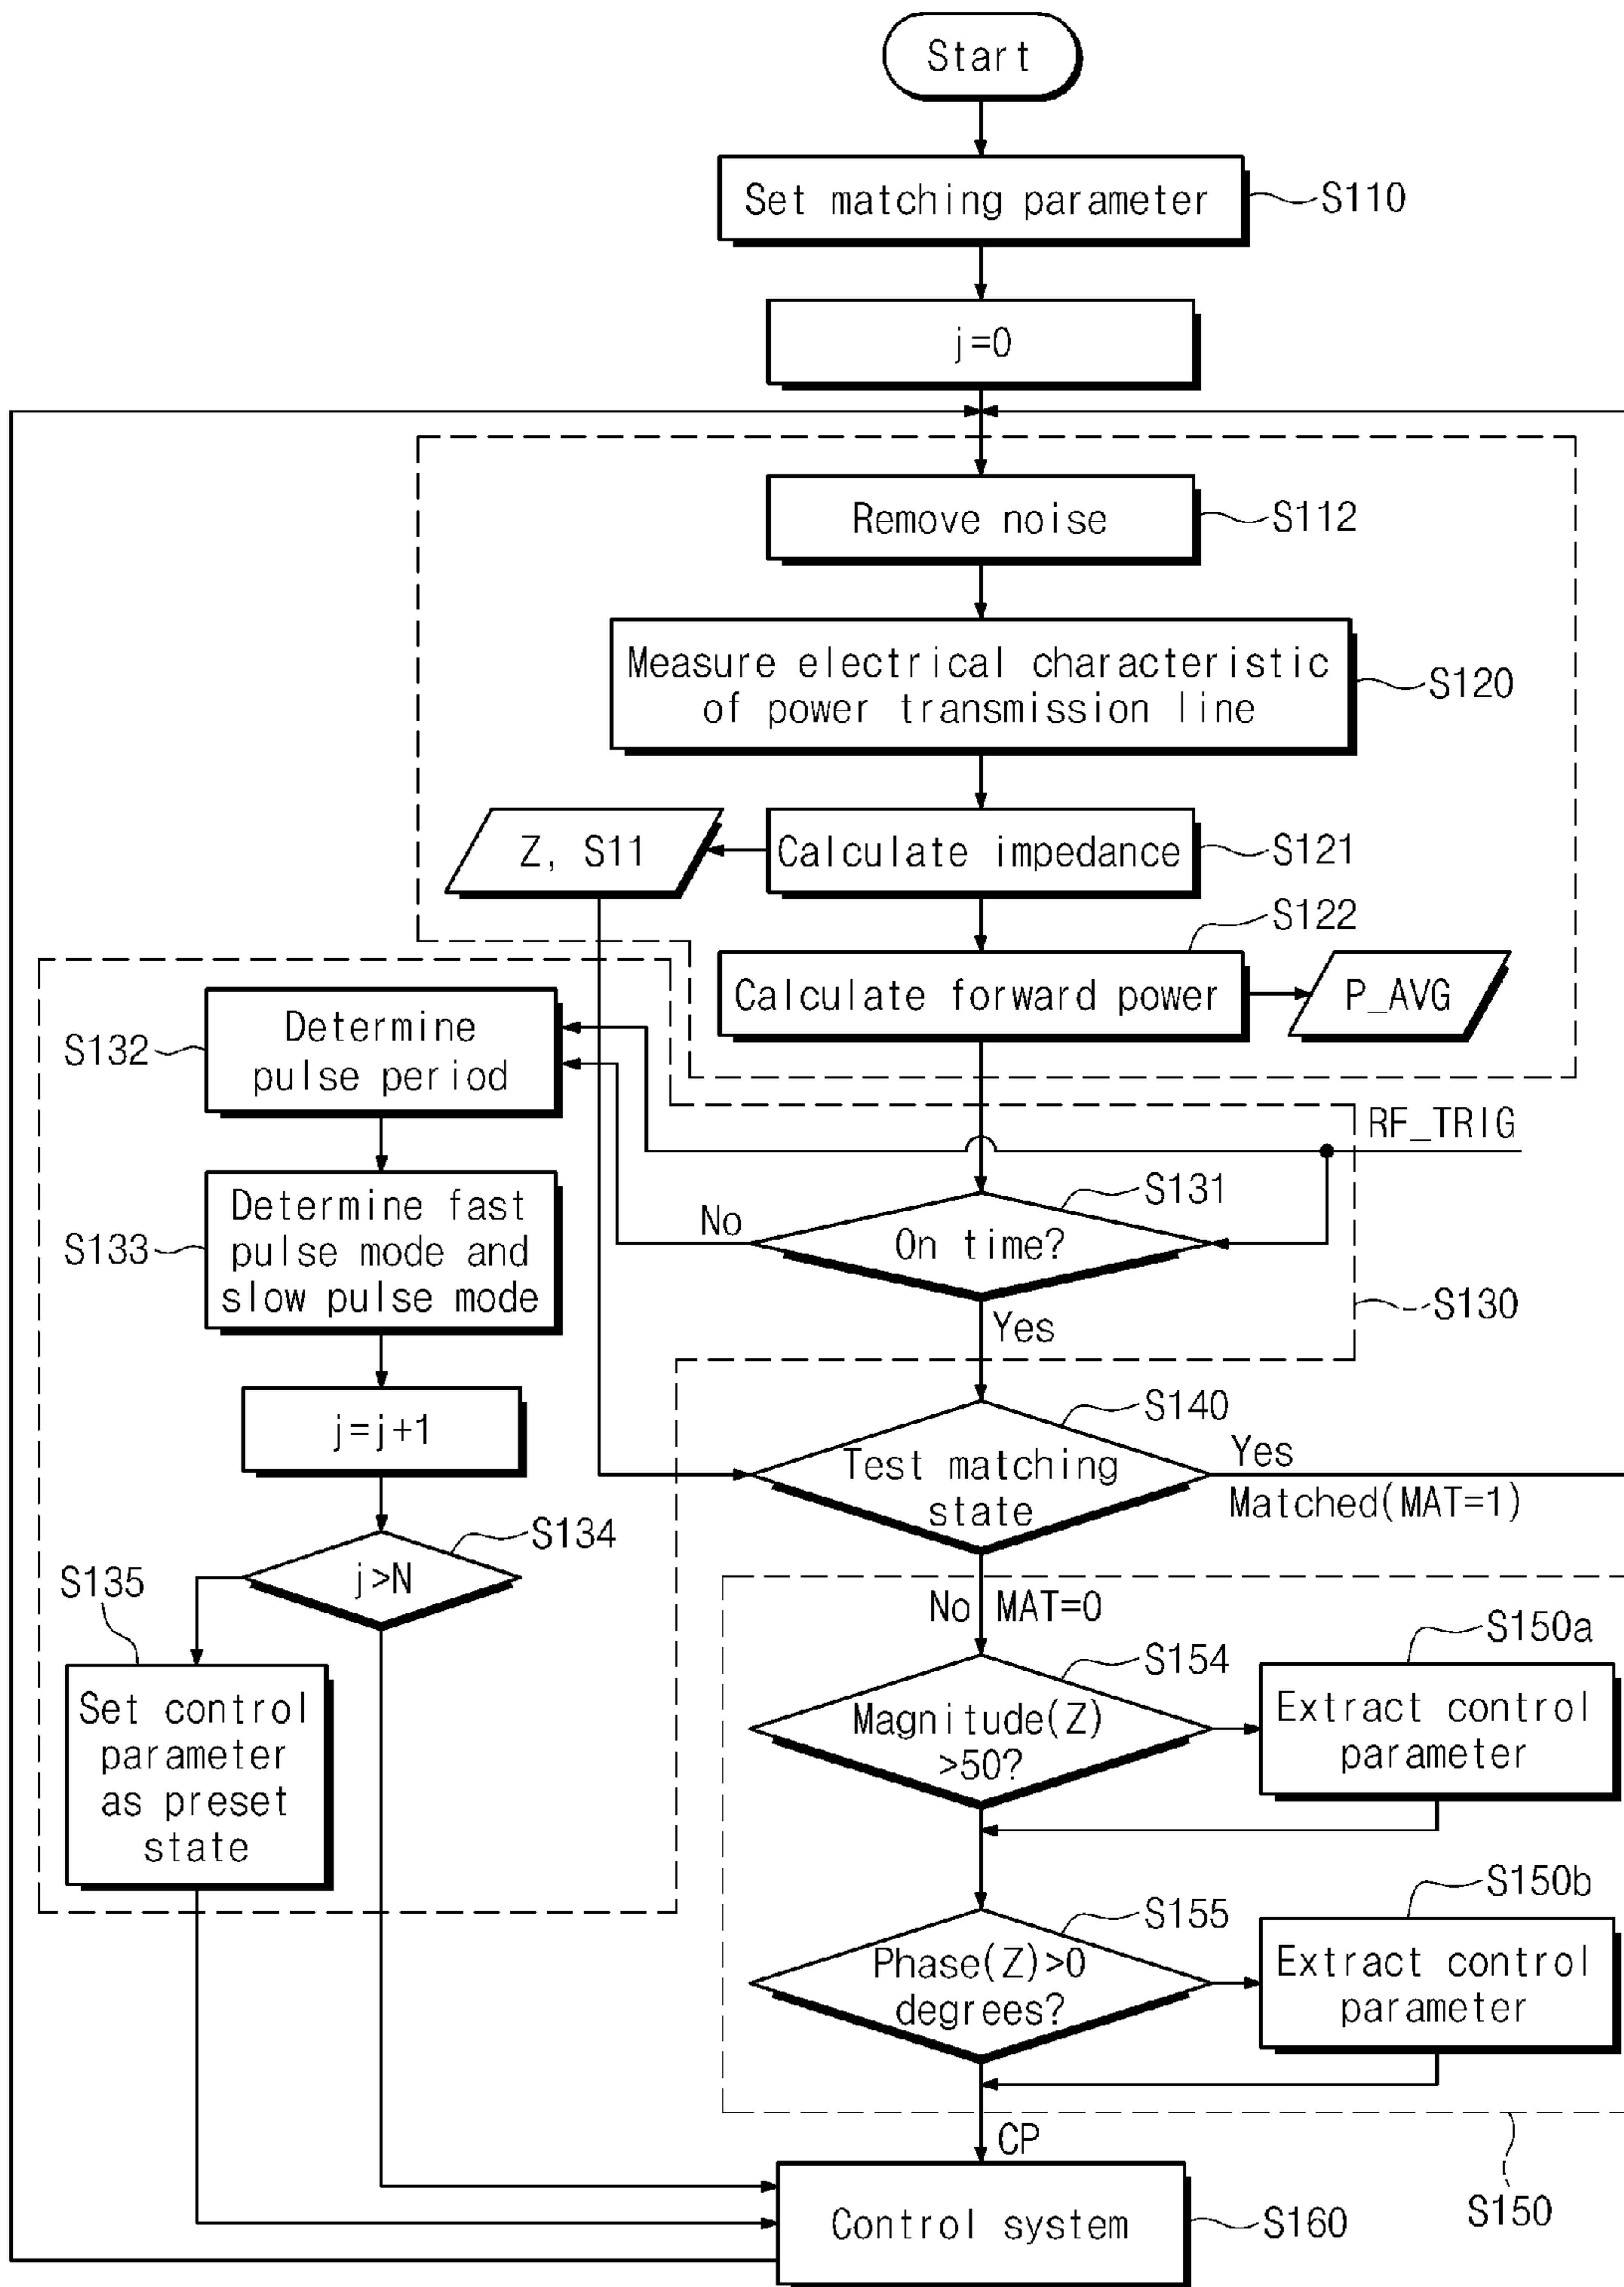 Start
Set matching parameter
S110
j=0
Remove noise
S112
Measure electrical characteristic
of power transmission line
S120
Z, S11
Calculate impedance
S121
S122
Calculate forward power
P_AVG
S132
Determine
pulse period
RF_TRIG
S131
No
On time?
S133
Determine fast
pulse mode and
slow pulse mode
S130
Yes
j=j+1
S140
Test matching
state
Yes
Matched(MAT=1)
S134
j>N
S135
No MAT=0
Set control
parameter
as preset
state
S154
Magnitude(Z)
>50?
S150a
Extract control
parameter
S155
Phase(Z)>0
degrees?
S150b
Extract control
parameter
CP
S150
Control system
S160